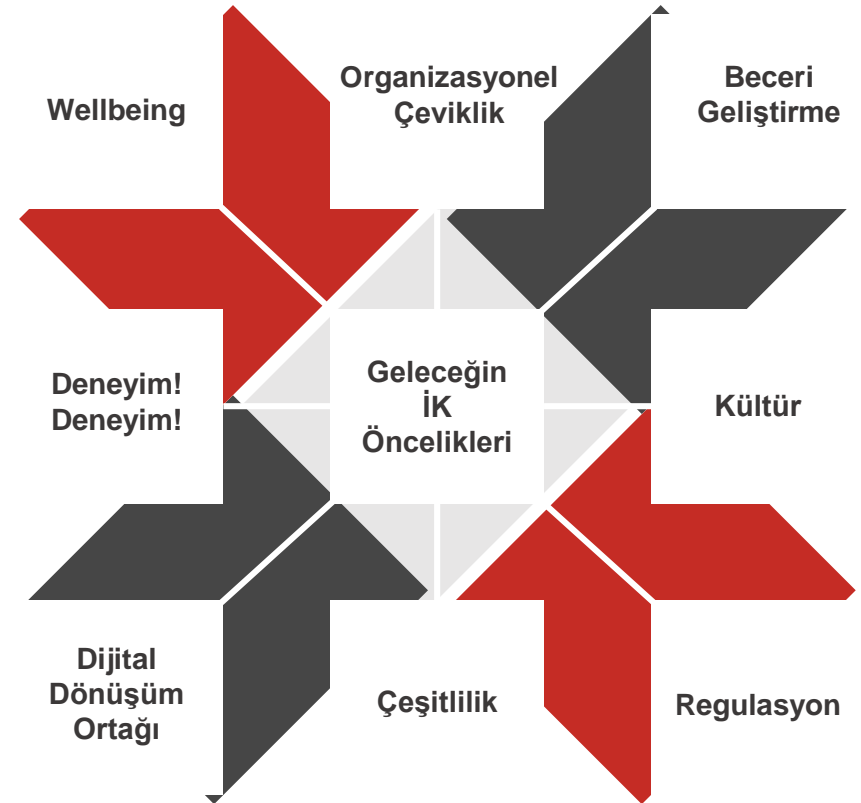 Wellbeing
Organizasyonel
Çeviklik
Beceri
Geliştirme
Deneyim!
Deneyim!
Geleceğin
İK
Öncelikleri
Kültür
Dijital
Dönüşüm
Ortağı
Çeşitlilik
Regulasyon